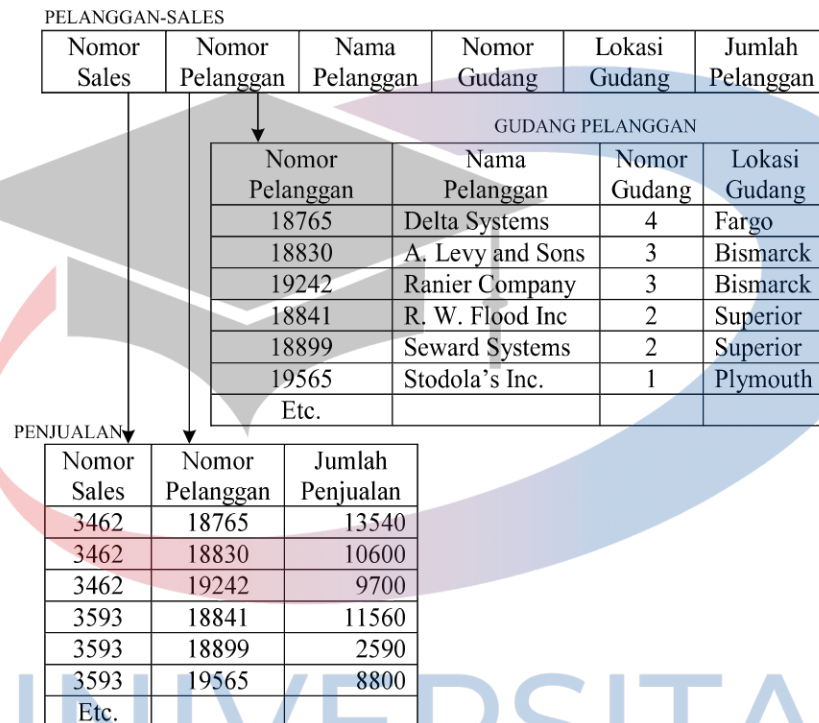 PELANGGAN-SALES
Nomor Sales Nomor Pelanggan Nama Pelanggan Nomor Gudang Lokasi Gudang Jumlah Pelanggan
GUDANG PELANGGAN
Nomor Pelanggan Nama Pelanggan Nomor Gudang Lokasi Gudang
18765 Delta Systems 4 Fargo
18830 A. Levy and Sons 3 Bismarck
19242 Ranier Company 3 Bismarck
18841 R. W. Flood Inc 2 Superior
18899 Seward Systems 2 Superior
19565 Stodola’s Inc. 1 Plymouth
Etc.
PENJUALAN
Nomor Sales Nomor Pelanggan Jumlah Penjualan
3462 18765 13540
3462 18830 10600
3462 19242 9700
3593 18841 11560
3593 18899 2590
3593 19565 8800
Etc.
UNIVERSITA